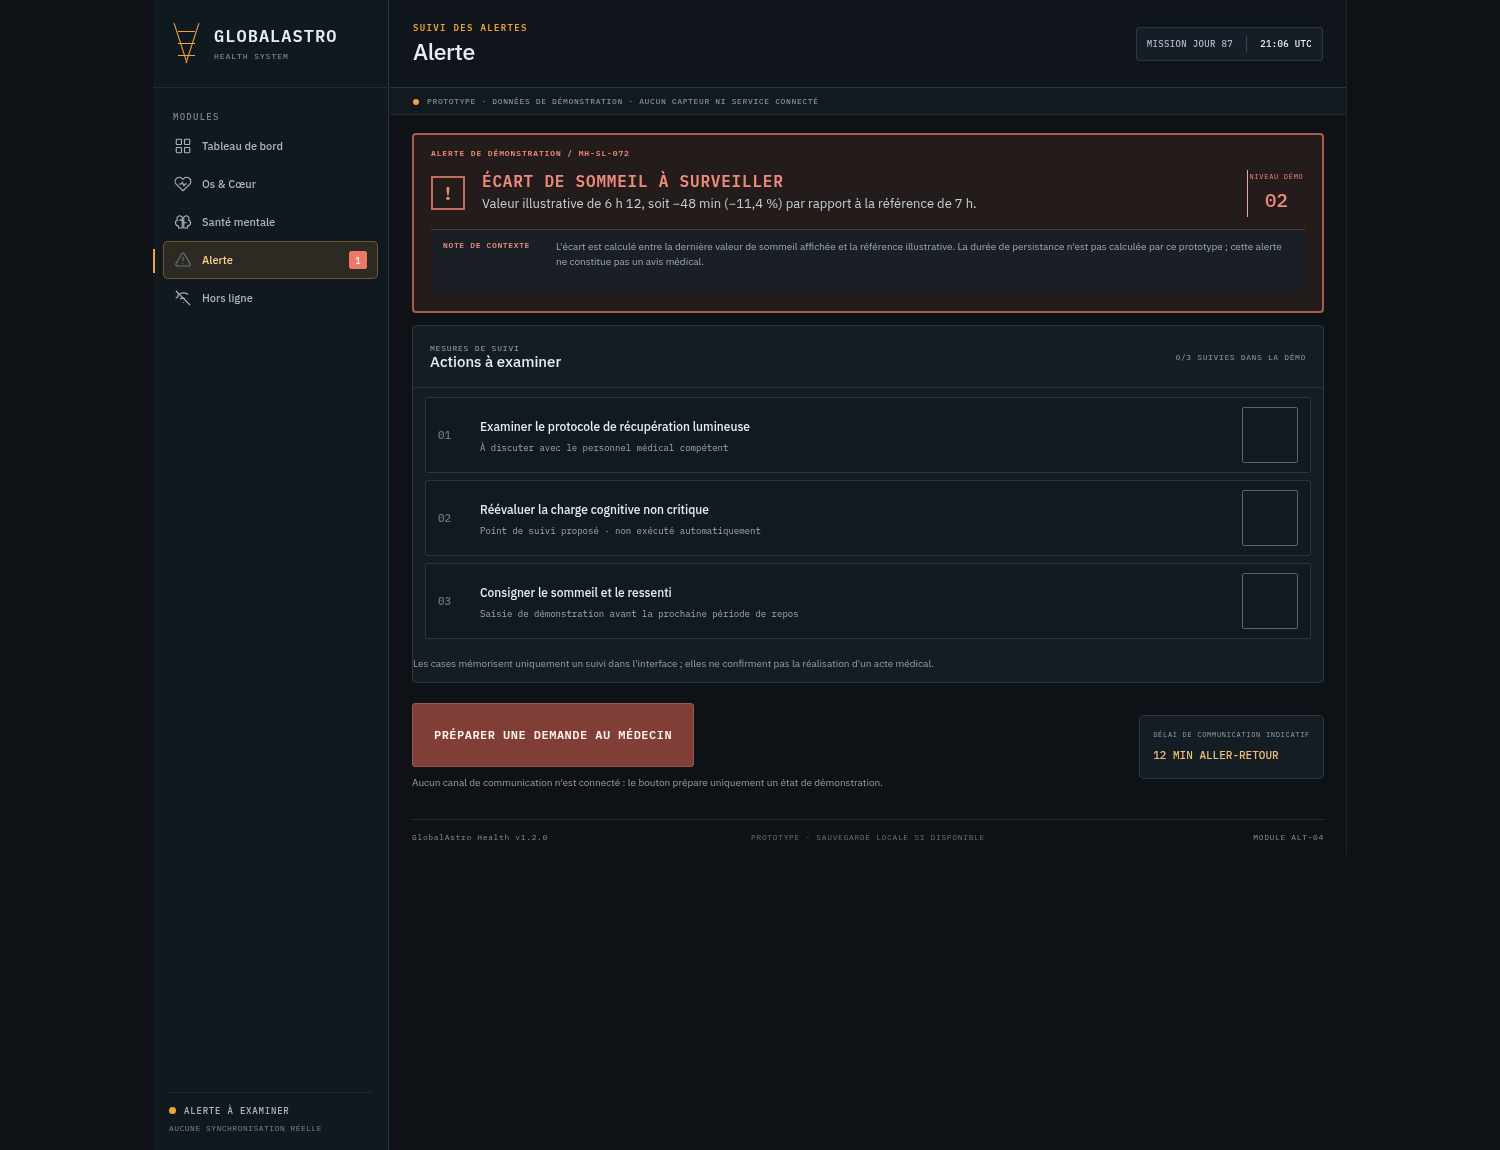 GLOBALASTRO
HEALTH SYSTEM
MODULES
Tableau de bord
Os & Cœur
Santé mentale
Alerte
1
Hors ligne
ALERTE À EXAMINER
AUCUNE SYNCHRONISATION RÉELLE
SUIVI DES ALERTES
Alerte
MISSION JOUR 87
21:06 UTC
PROTOTYPE · DONNÉES DE DÉMONSTRATION · AUCUN CAPTEUR NI SERVICE CONNECTÉ
ALERTE DE DÉMONSTRATION / MH-SL-072
!
ÉCART DE SOMMEIL À SURVEILLER
Valeur illustrative de 6 h 12, soit −48 min (−11,4 %) par rapport à la référence de 7 h.
NIVEAU DÉMO
02
NOTE DE CONTEXTE
L'écart est calculé entre la dernière valeur de sommeil affichée et la référence illustrative. La durée de persistance n'est pas calculée par ce prototype ; cette alerte
ne constitue pas un avis médical.
MESURES DE SUIVI
Actions à examiner
0/3 SUIVIES DANS LA DÉMO
01
Examiner le protocole de récupération lumineuse
À discuter avec le personnel médical compétent
02
Réévaluer la charge cognitive non critique
Point de suivi proposé · non exécuté automatiquement
03
Consigner le sommeil et le ressenti
Saisie de démonstration avant la prochaine période de repos
Les cases mémorisent uniquement un suivi dans l'interface ; elles ne confirment pas la réalisation d'un acte médical.
PRÉPARER UNE DEMANDE AU MÉDECIN
Aucun canal de communication n'est connecté : le bouton prépare uniquement un état de démonstration.
DÉLAI DE COMMUNICATION INDICATIF
12 MIN ALLER-RETOUR
GlobalAstro Health v1.2.0
PROTOTYPE · SAUVEGARDE LOCALE SI DISPONIBLE
MODULE ALT-04